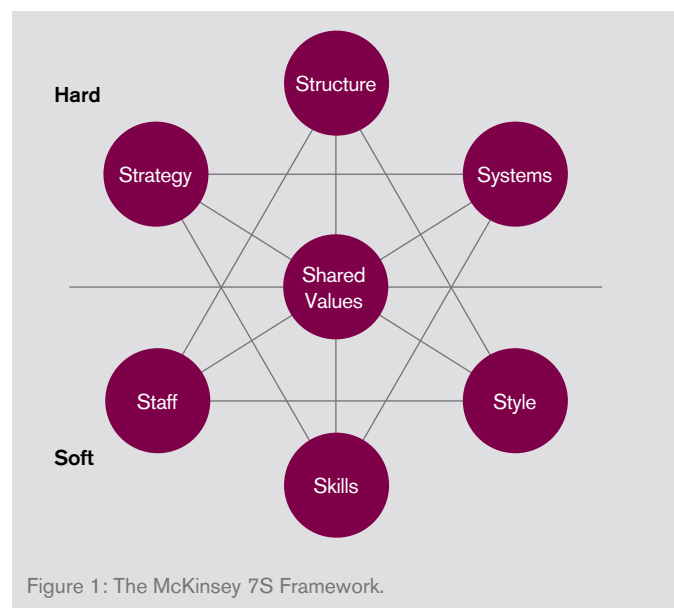 Hard
Structure
Strategy
Systems
Shared
Values
Staff
Style
Soft
Skills
Figure 1: The McKinsey 7S Framework.